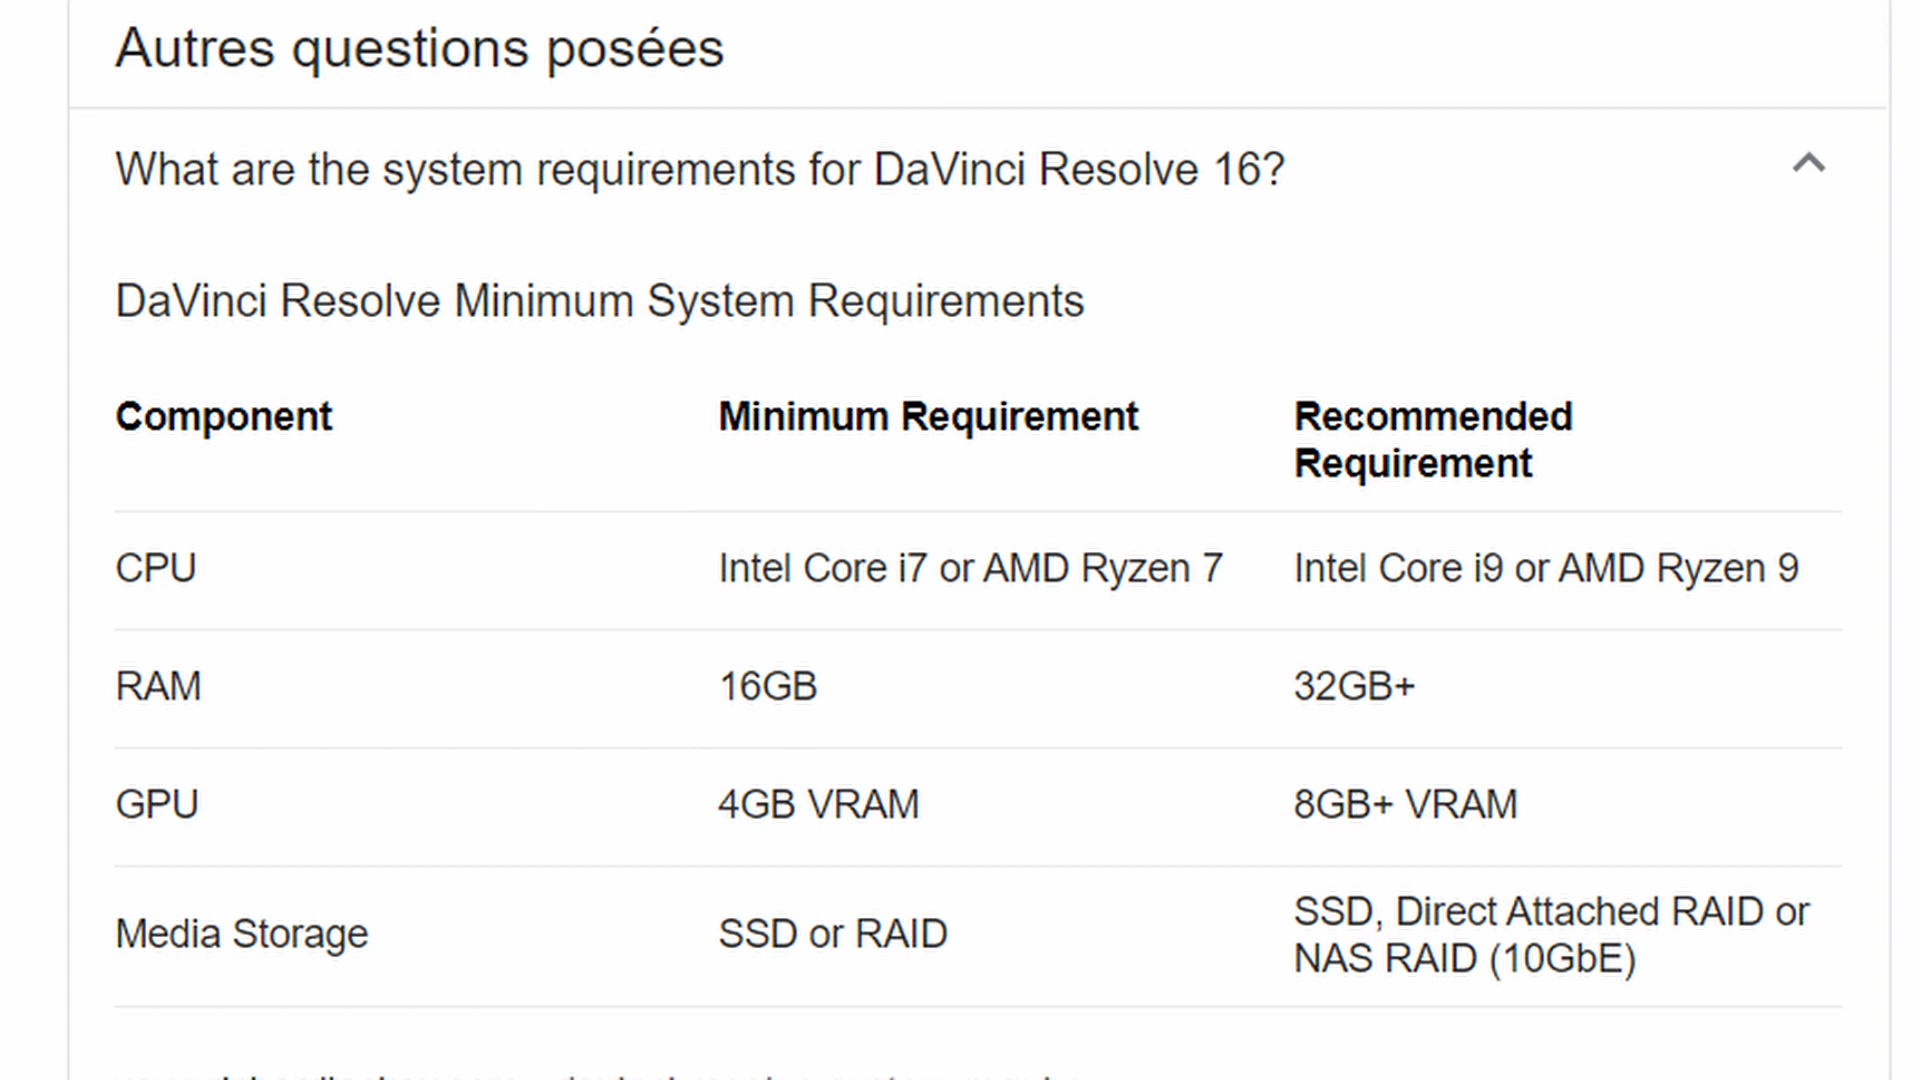 Autres questions posées
What are the system requirements for DaVinci Resolve 16?
DaVinci Resolve Minimum System Requirements
Component Minimum Requirement Recommended
Requirement
CPU Intel Core i7 or AMD Ryzen 7 Intel Core i9 or AMD Ryzen 9
RAM 16GB 32GB+
GPU 4GB VRAM 8GB+ VRAM
Media Storage SSD or RAID SSD, Direct Attached RAID or
NAS RAID (10GbE)